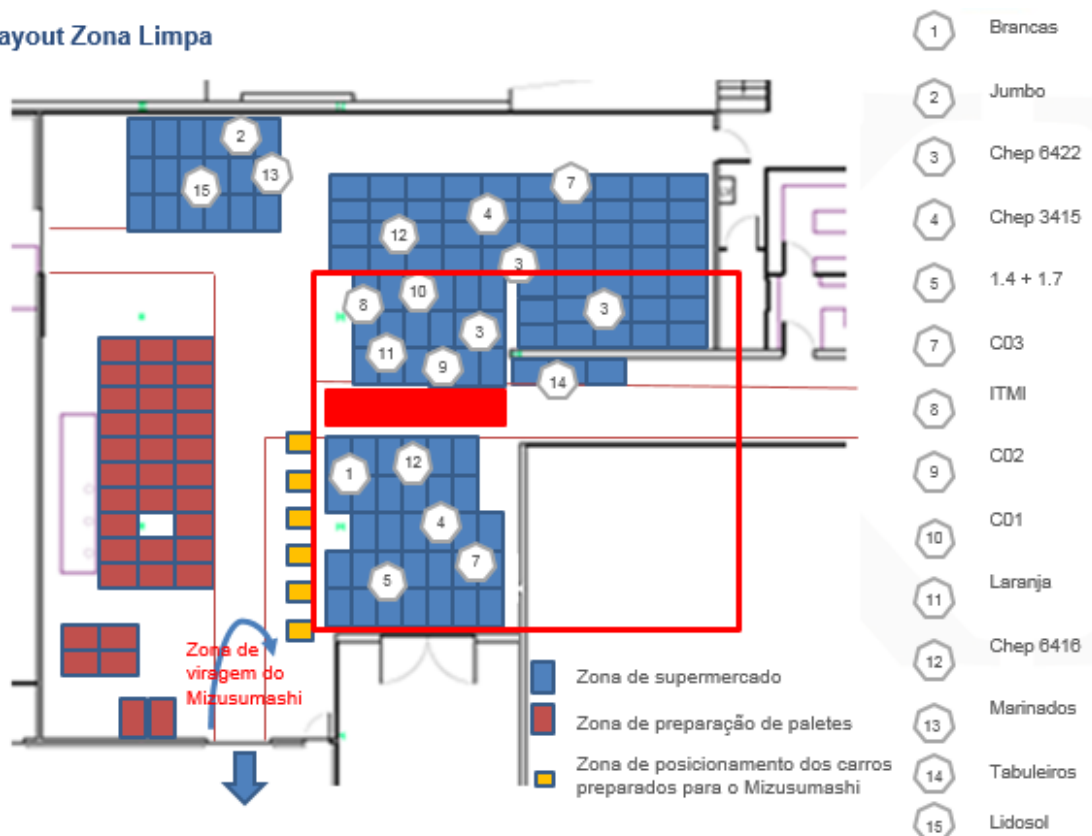 ayout Zona Limpa
1 Brancas
2 Jumbo
3 Chep 6422
4 Chep 3415
5 1.4 + 1.7
7 C03
8 ITMI
9 C02
10 C01
11 Laranja
12 Chep 6416
13 Marinados
14 Tabuleiros
15 Lidosol
2
13
15
7
4
12
3
10
8
3
3
11
9
14
1
12
4
7
5
Zona de
viragem do
Mizusumashi
Zona de supermercado
Zona de preparação de paletes
Zona de posicionamento dos carros
preparados para o Mizusumashi